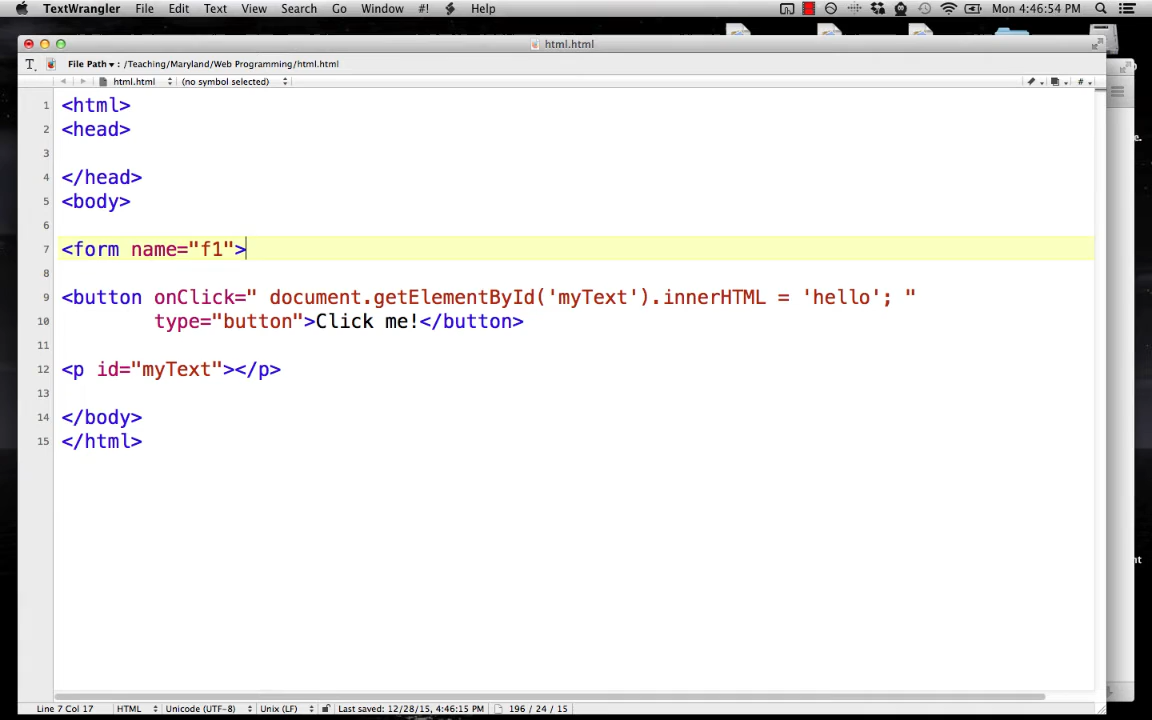 TextWrangler File Edit Text View Search Go Window #! Help Mon 4:46:54 PM
html.html
T. File Path ▾ : /Teaching/Maryland/Web Programming/html.html
html.html (no symbol selected) #
1 <html>
2 <head>
3
4 </head>
5 <body>
6
7 <form name="f1">
8
9 <button onClick=" document.getElementById('myText').innerHTML = 'hello'; "
10 type="button">Click me!</button>
11
12 <p id="myText"></p>
13
14 </body>
15 </html>
e.
nt
Line 7 Col 17 HTML Unicode (UTF-8) Unix (LF) Last saved: 12/28/15, 4:46:15 PM 196 / 24 / 15